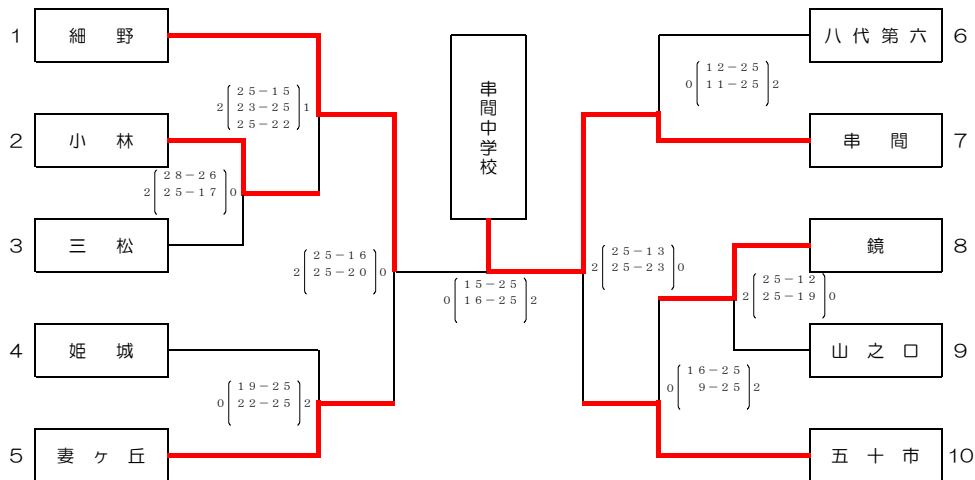 1 細野
2 小林
3 三松
4 姫城
5 妻ヶ丘
25-15
2 23-25 1
25-22
28-26
2 25-17 0
25-16
2 25-20 0
19-25
0 22-25 2
串間中学校
15-25
0 16-25 2
八代第六 6
串間 7
鏡 8
山之口 9
五十市 10
12-25
0 11-25 2
25-13
2 25-23 0
25-12
2 25-19 0
16-25
0 9-25 2